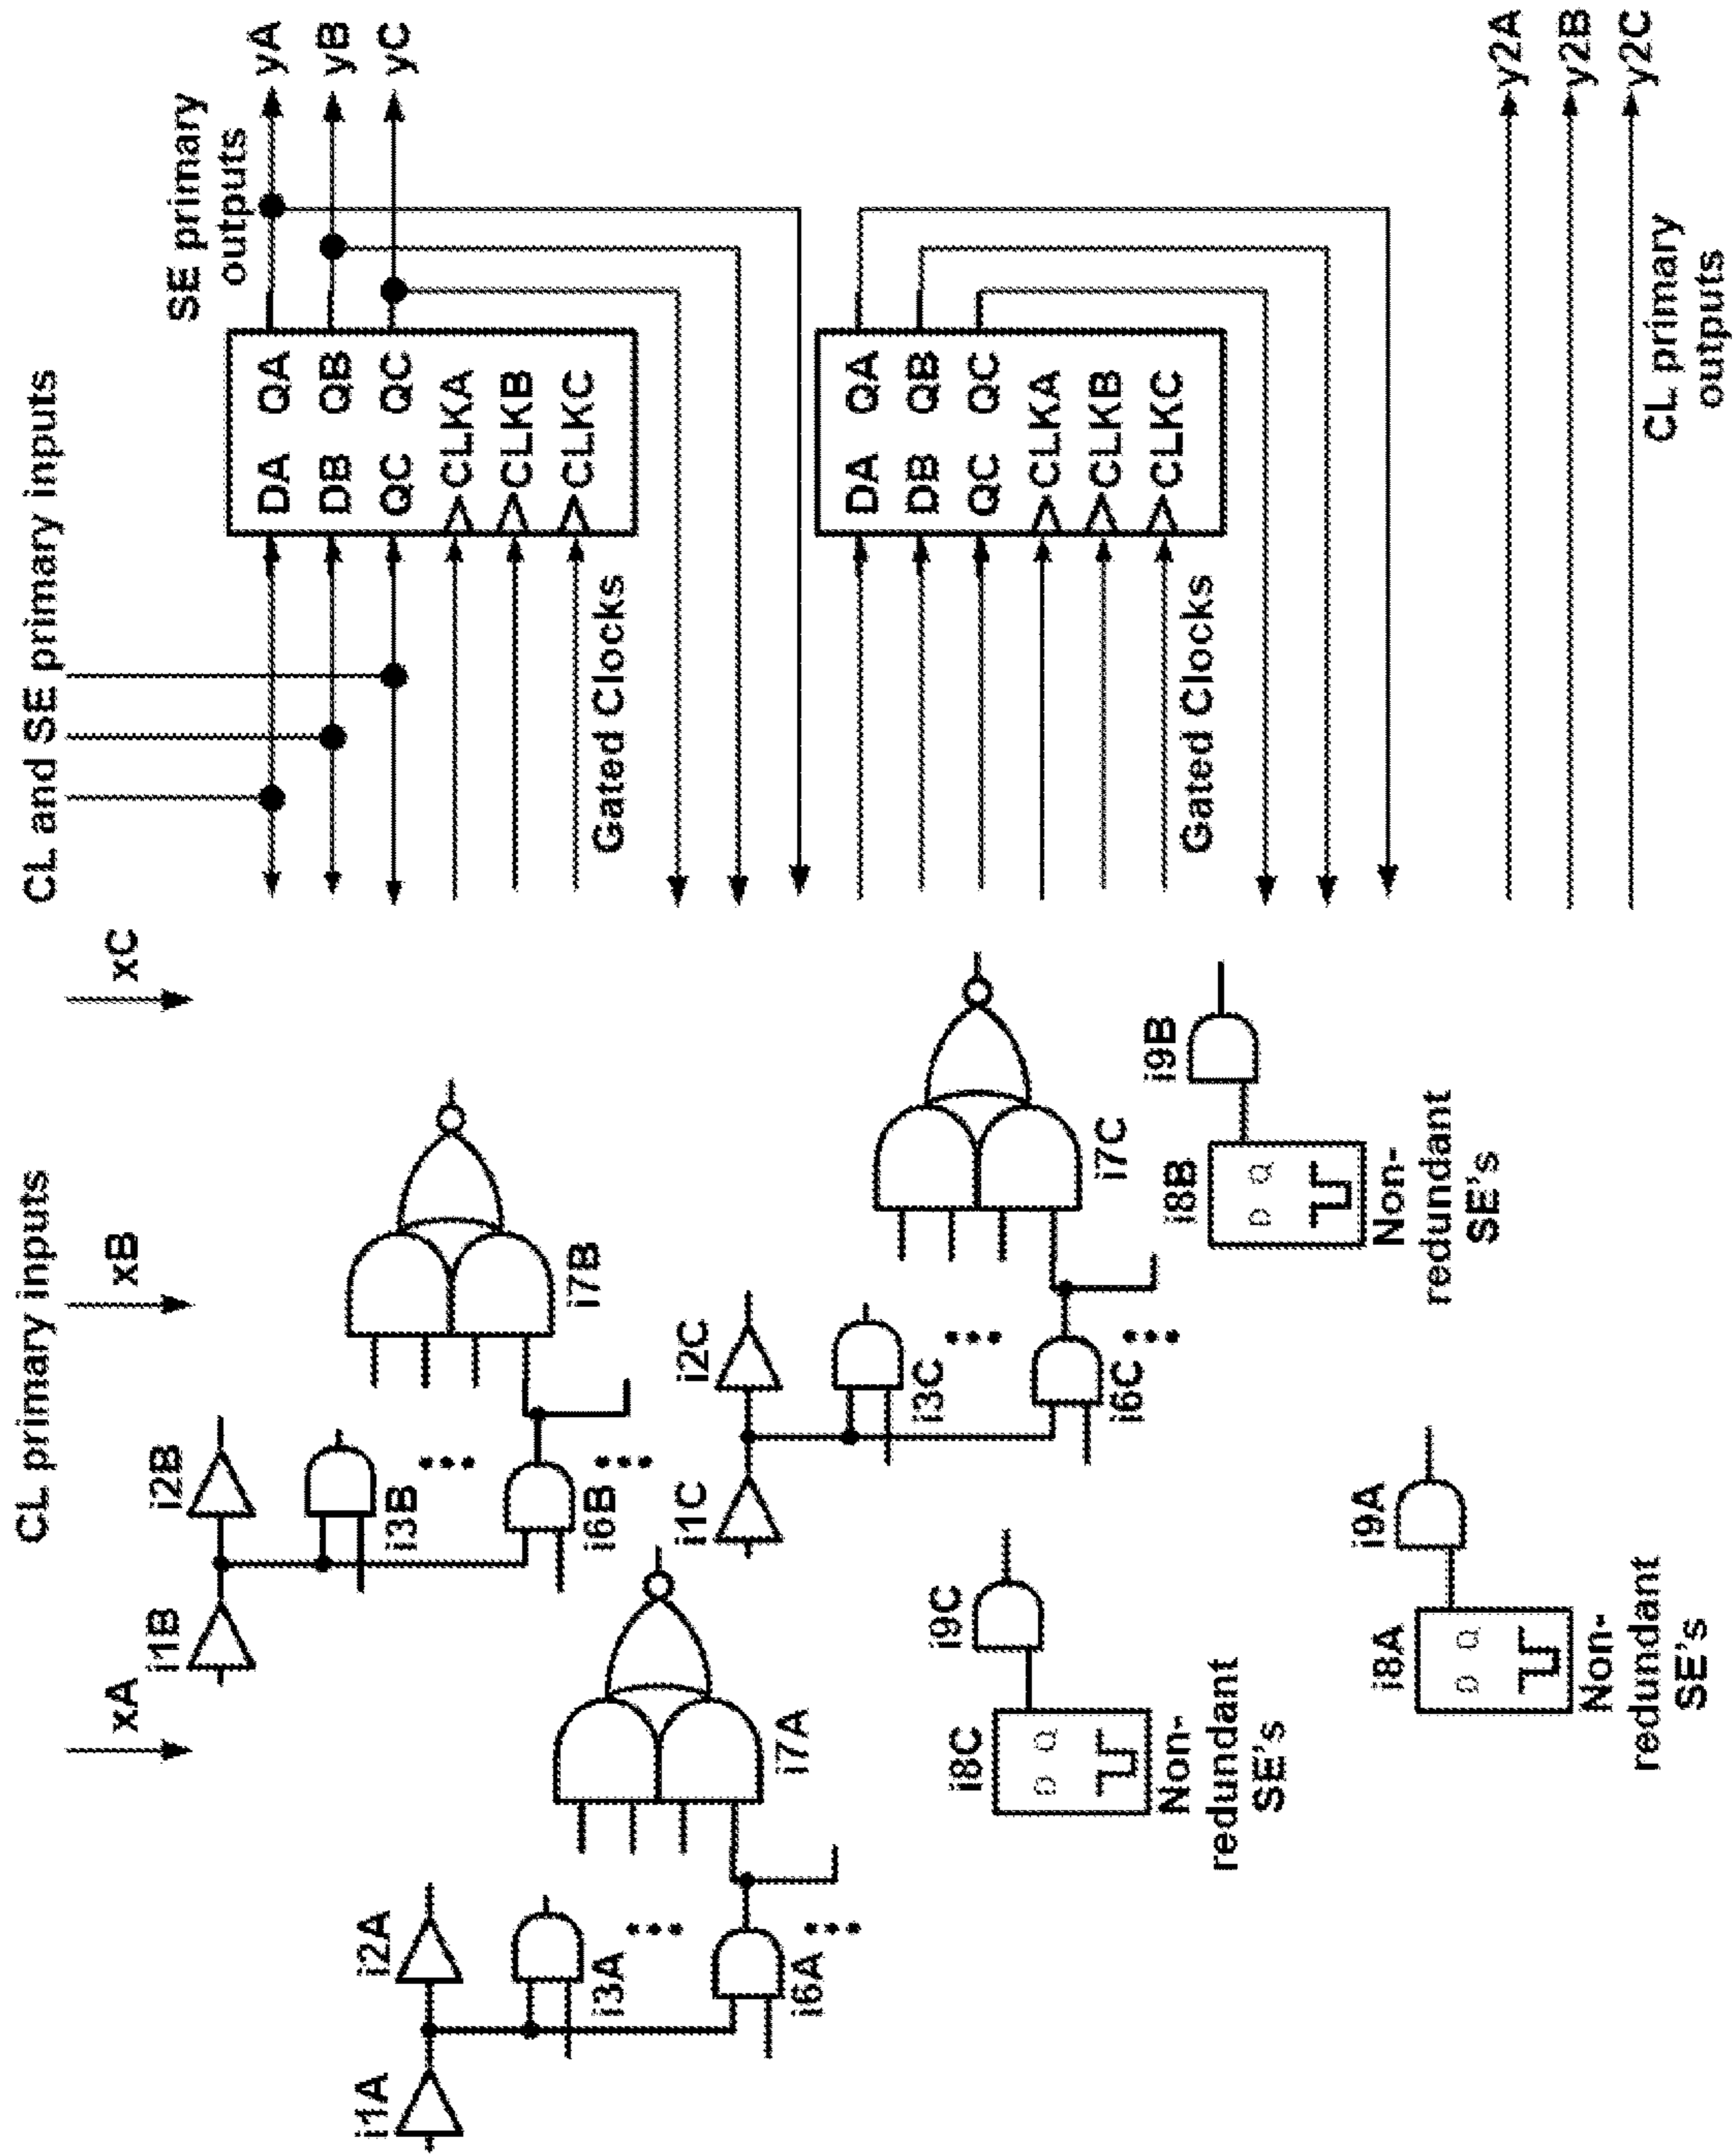 CL primary inputs
CL and SE primary inputs
xA
xB
xC
SE primary
outputs
yA
yB
yC
i1B
i2B
i3B
i6B
i7B
i1A
i2A
i3A
i6A
i7A
i1C
i2C
i3C
i6C
i7C
DA QA
DB QB
QC QC
CLKA
CLKB
CLKC
Gated Clocks
DA QA
DB QB
QC QC
CLKA
CLKB
CLKC
Gated Clocks
i8C
D Q
Non-
redundant
SE's
i9C
i8B
D Q
Non-
redundant
SE's
i9B
i8A
D Q
Non-
redundant
SE's
i9A
y2A
y2B
y2C
CL primary
outputs